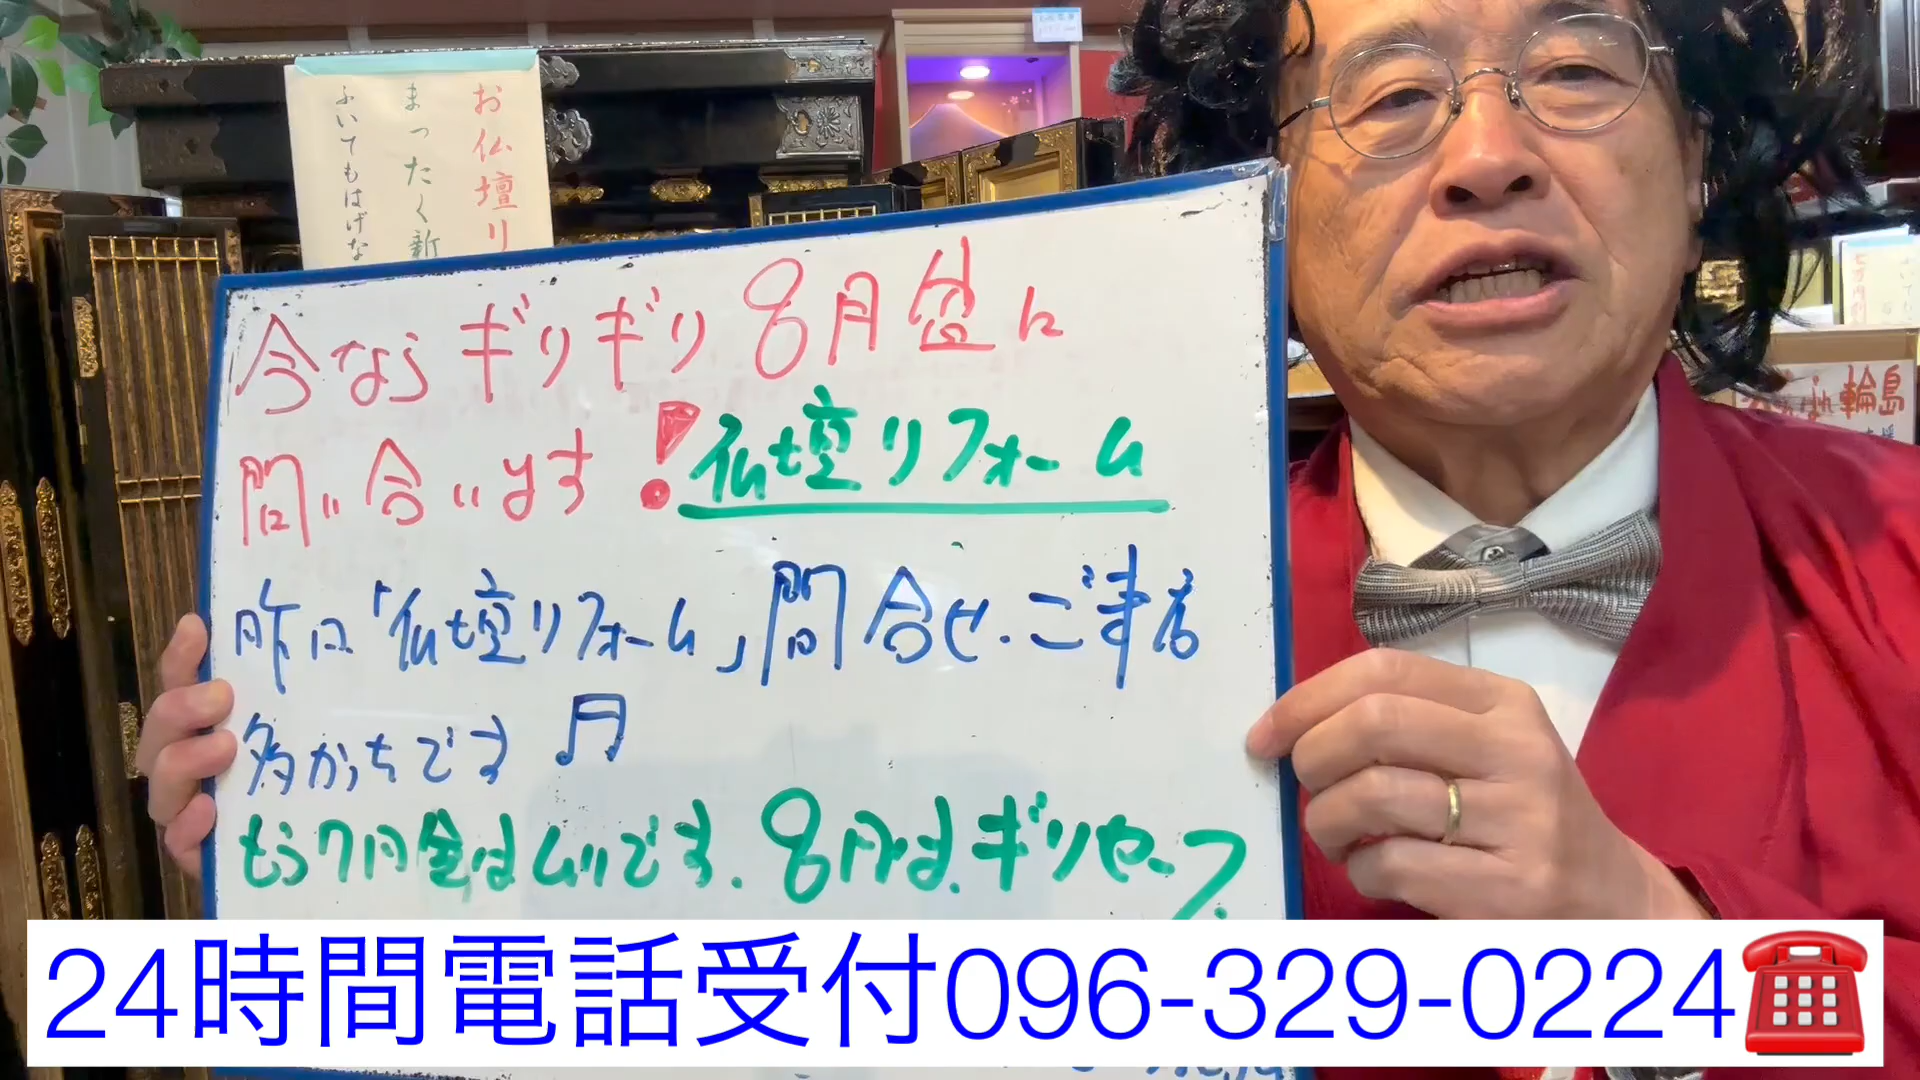 お仏壇リ
まったく新
ふいてもはげな
今ならギリギリ8月盆に
間に合います!仏壇リフォーム
昨日「仏壇リフォーム」問合せ.ご来店
多かったです♬
もう7月盆はムリです.8月は.ギリセーフ.
24時間電話受付096-329-0224☎️
輪島